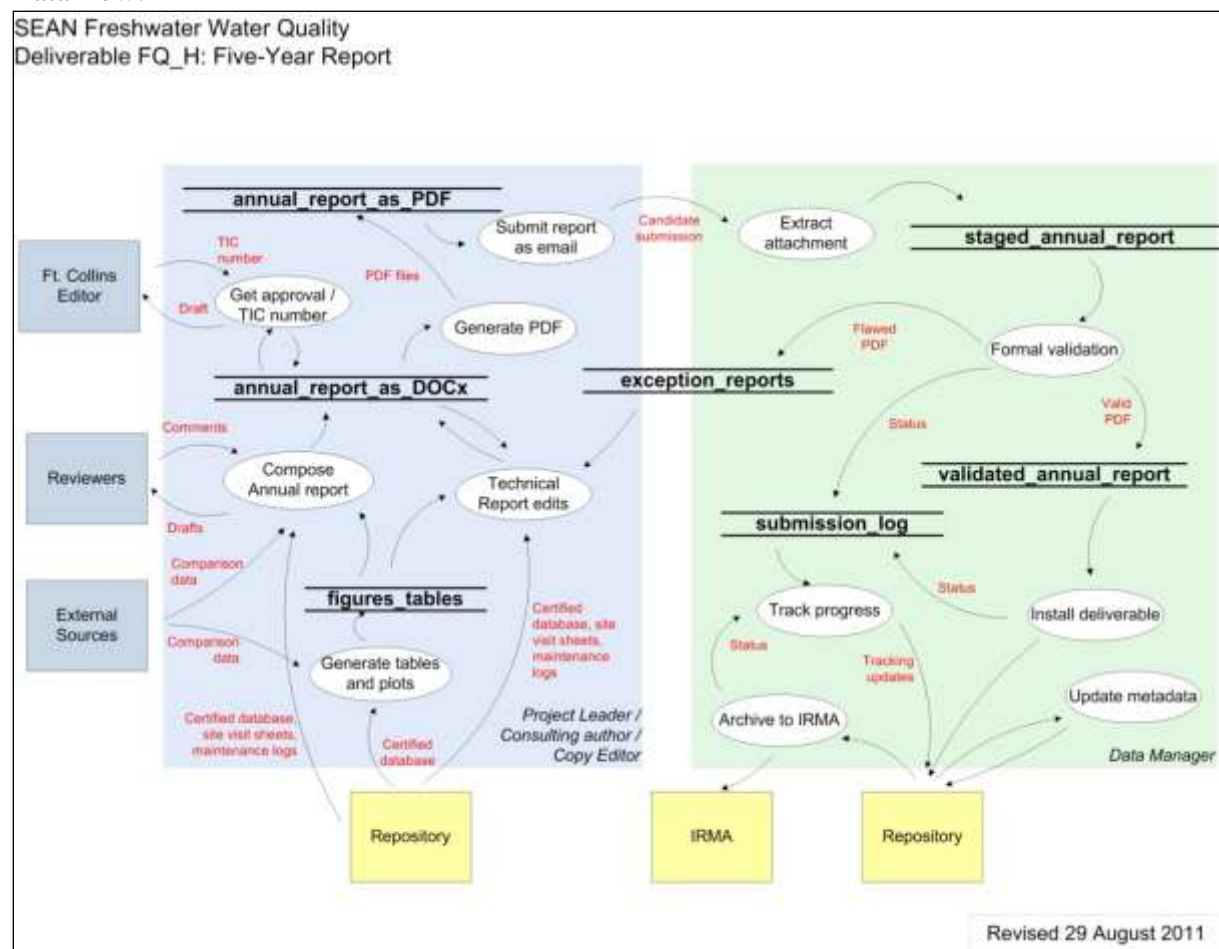 SEAN Freshwater Water Quality
Deliverable FQ_H: Five-Year Report
annual_report_as_PDF
Submit report
as email
Candidate
submission
Extract
attachment
staged_annual_report
Ft. Collins
Editor
TIC
number
Draft
Get approval /
TIC number
PDF files
Generate PDF
Flawed
PDF
Formal validation
annual_report_as_DOCx
exception_reports
Status
Valid
PDF
Reviewers
Comments
Drafts
Compose
Annual report
Technical
Report edits
validated_annual_report
submission_log
External
Sources
Comparison
data
Comparison
data
figures_tables
Generate tables
and plots
Certified
database, site
visit sheets,
maintenance
logs
Track progress
Status
Install deliverable
Status
Tracking
updates
Update metadata
Archive to IRMA
Certified database,
site visit sheets,
maintenance logs
Certified
database
Project Leader /
Consulting author /
Copy Editor
Data Manager
Repository
IRMA
Repository
Revised 29 August 2011